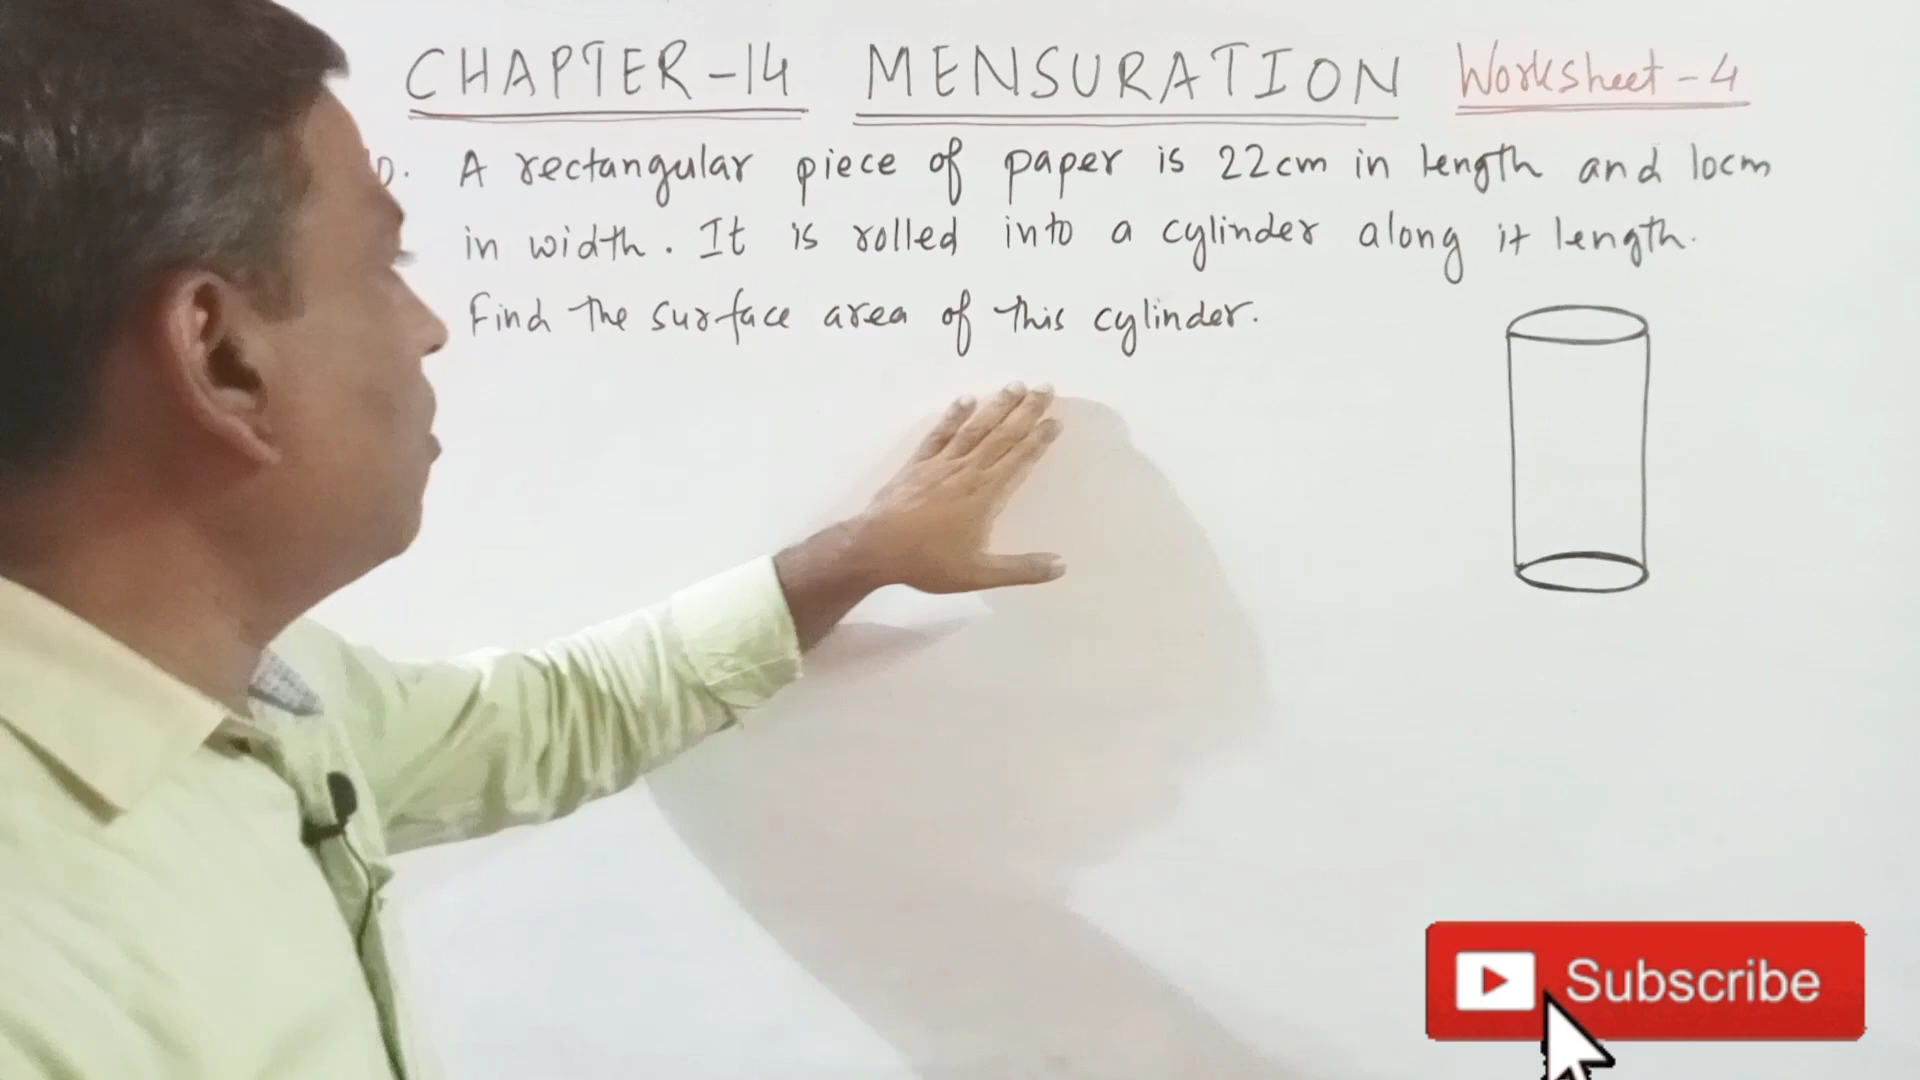 CHAPTER-14 MENSURATION Worksheet-4
A rectangular piece of paper is 22cm in length and 10cm
in width. It is rolled into a cylinder along it length.
Find the surface area of this cylinder.
Subscribe